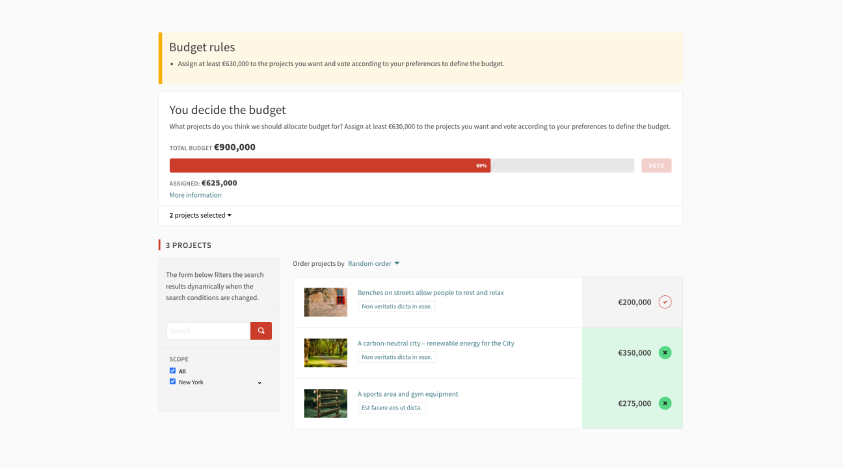 Budget rules
• Assign at least €630,000 to the projects you want and vote according to your preferences to define the budget.
You decide the budget
What projects do you think we should allocate budget for? Assign at least €630,000 to the projects you want and vote according to your preferences to define the budget.
TOTAL BUDGET €900,000
69%
VOTE
ASSIGNED: €625,000
More information
2 projects selected
3 PROJECTS
The form below filters the search
results dynamically when the
search conditions are changed.
Search
SCOPE
All
New York
Order projects by Random order
Benches on streets allow people to rest and relax
Non veritatis dicta in esse.
€200,000
A carbon-neutral city – renewable energy for the City
Non veritatis dicta in esse.
€350,000
A sports area and gym equipment
Est facere eos ut dicta.
€275,000